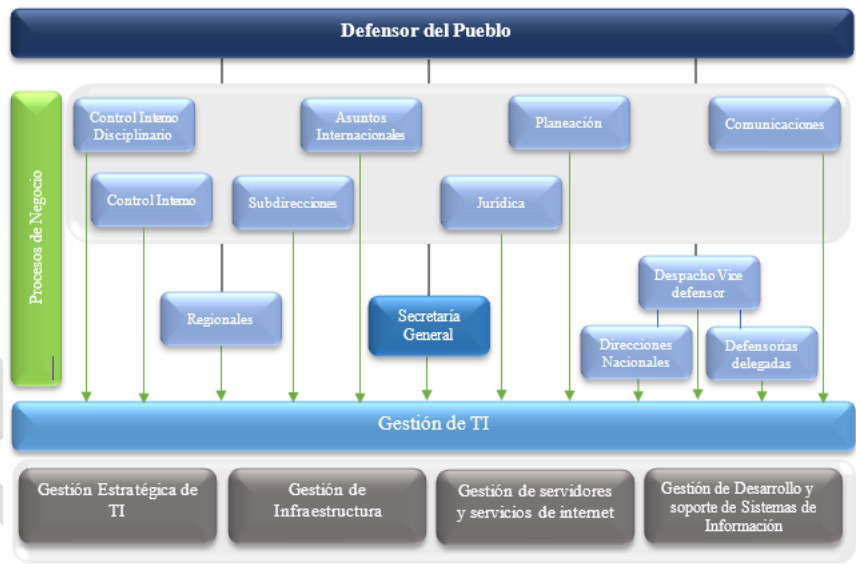 Defensor del Pueblo
Procesos de Negocio
Control Interno
Disciplinario
Asuntos
Internacionales
Planeación
Comunicaciones
Control Interno
Subdirecciones
Jurídica
Regionales
Secretaría
General
Despacho Vice
defensor
Direcciones
Nacionales
Defensorías
delegadas
Gestión de TI
Gestión Estratégica de
TI
Gestión de
Infraestructura
Gestión de servidores
y servicios de internet
Gestión de Desarrollo y
soporte de Sistemas de
Información